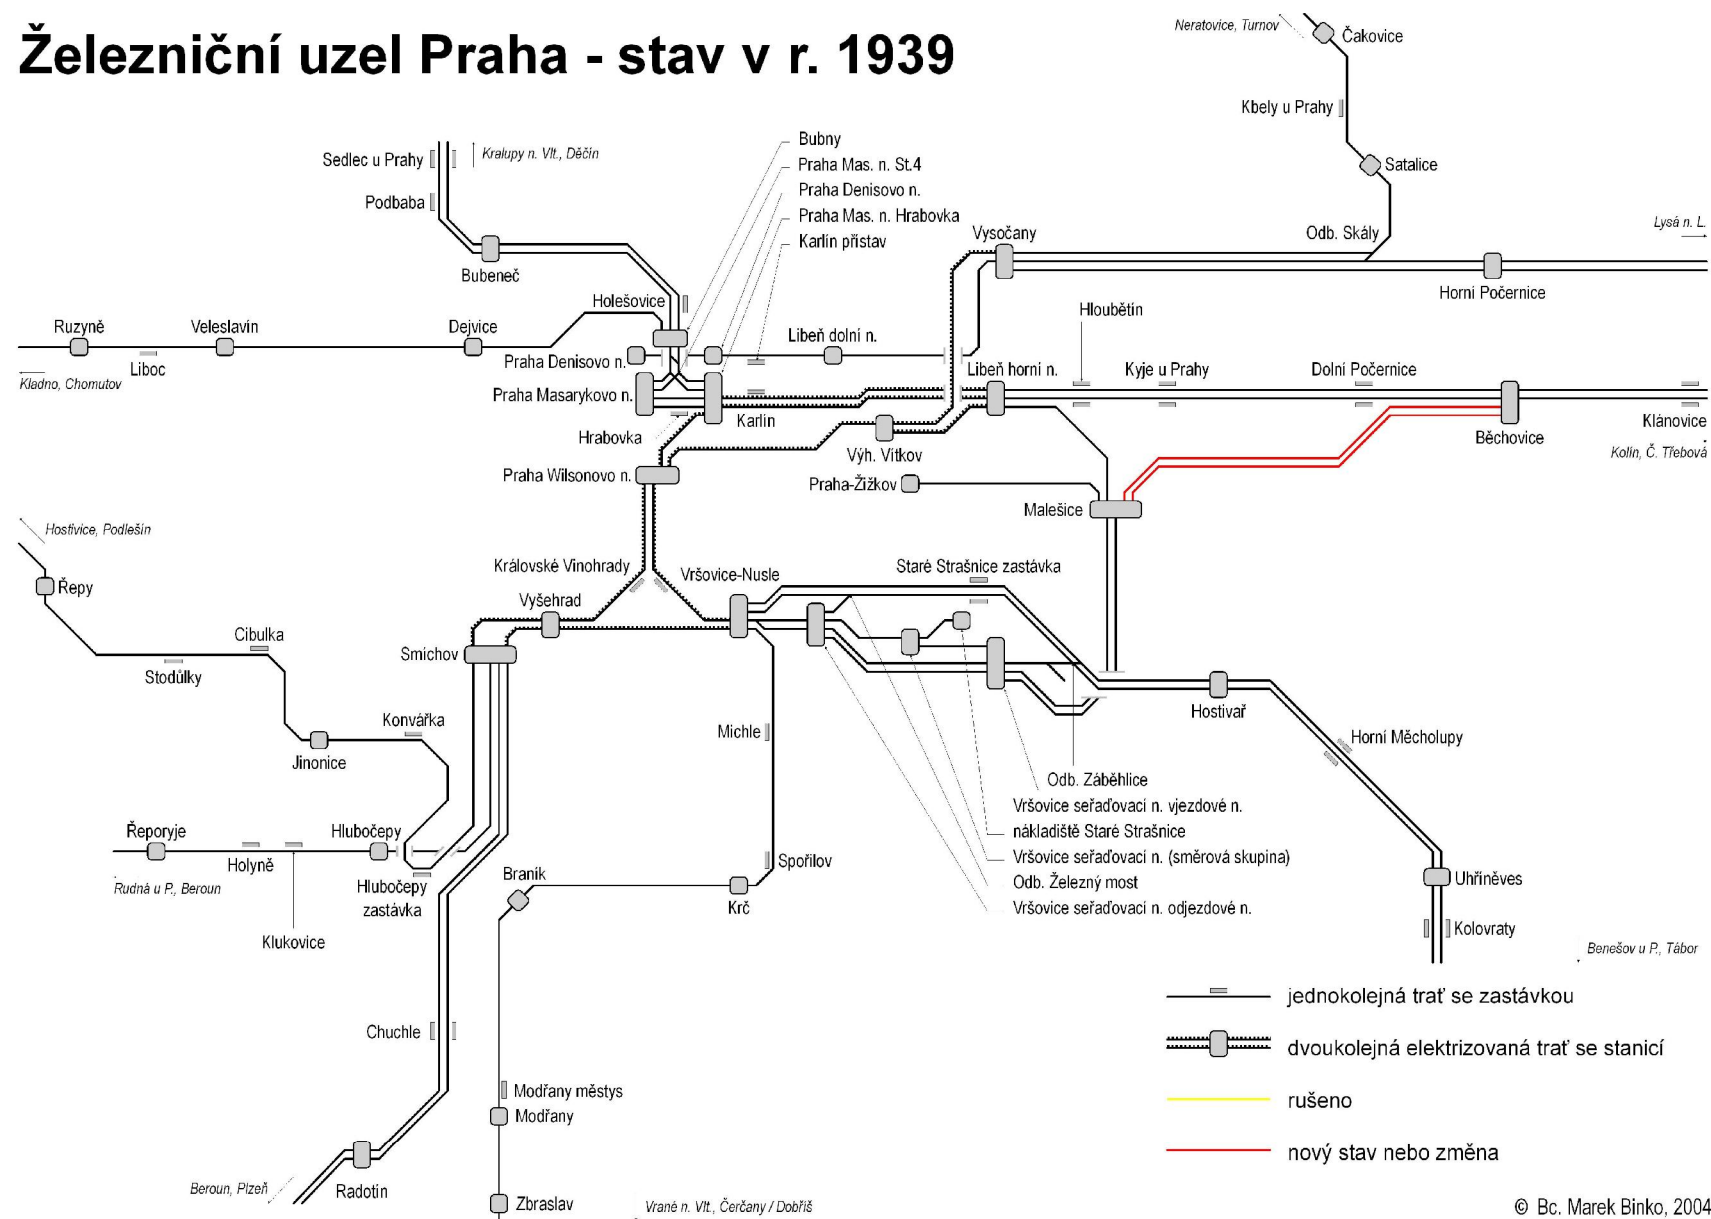 Železniční uzel Praha - stav v r. 1939
Neratovice, Turnov
Čakovice
Kbely u Prahy
Satalice
Bubny
Praha Mas. n. St.4
Praha Denisovo n.
Praha Mas. n. Hrabovka
Karlín přístav
Sedlec u Prahy
Kralupy n. Vlt., Děčín
Podbaba
Bubeneč
Vysočany
Odb. Skály
Lysá n. L.
Horní Počernice
Holešovice
Hloubětín
Ruzyně
Veleslavín
Dejvice
Libeň dolní n.
Liboc
Kladno, Chomutov
Praha Denisovo n.
Libeň horní n.
Kyje u Prahy
Dolní Počernice
Praha Masarykovo n.
Karlín
Klánovice
Hrabovka
Běchovice
Výh. Vítkov
Kolín, Č. Třebová
Praha Wilsonovo n.
Praha-Žižkov
Malešice
Hostivice, Podlešín
Královské Vinohrady
Vršovice-Nusle
Staré Strašnice zastávka
Řepy
Vyšehrad
Cibulka
Smíchov
Stodůlky
Hostivař
Konvářka
Michle
Horní Měcholupy
Jinonice
Odb. Záběhlice
Vršovice seřaďovací n. vjezdové n.
nákladiště Staré Strašnice
Řeporyje
Hlubočepy
Vršovice seřaďovací n. (směrová skupina)
Holyně
Spořilov
Rudná u P., Beroun
Hlubočepy
zastávka
Braník
Odb. Železný most
Uhříněves
Krč
Vršovice seřaďovací n. odjezdové n.
Kolovraty
Klukovice
Benešov u P., Tábor
jednokolejná trať se zastávkou
Chuchle
dvoukolejná elektrizovaná trať se stanicí
Modřany městys
Modřany
rušeno
nový stav nebo změna
Beroun, Plzeň
Radotín
Zbraslav
Vrané n. Vlt., Čerčany / Dobříš
© Bc. Marek Binko, 2004